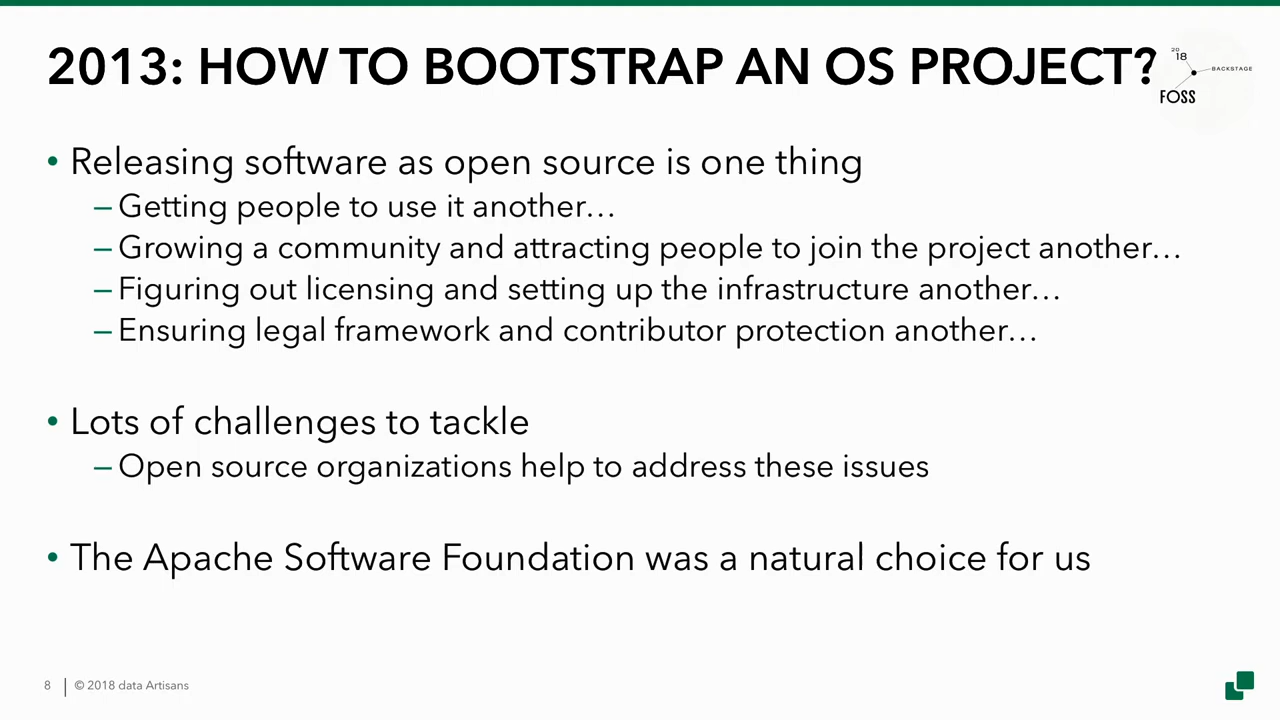 2013: HOW TO BOOTSTRAP AN OS PROJECT?
20
18
BACKSTAGE
FOSS
• Releasing software as open source is one thing
– Getting people to use it another…
– Growing a community and attracting people to join the project another…
– Figuring out licensing and setting up the infrastructure another…
– Ensuring legal framework and contributor protection another…
• Lots of challenges to tackle
– Open source organizations help to address these issues
• The Apache Software Foundation was a natural choice for us
8 | © 2018 data Artisans